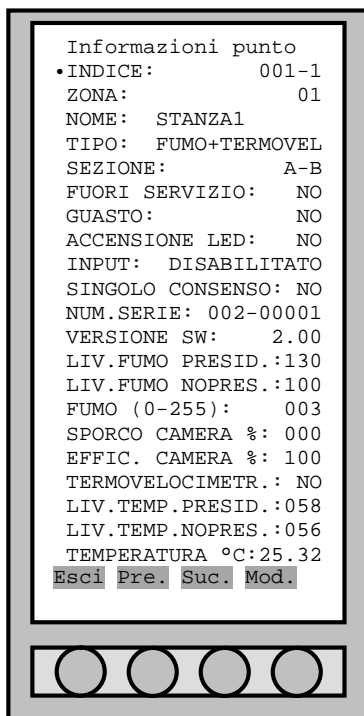 Informazioni punto
•INDICE: 001-1
ZONA: 01
NOME: STANZA1
TIPO: FUMO+TERMOVEL
SEZIONE: A-B
FUORI SERVIZIO: NO
GUASTO: NO
ACCENSIONE LED: NO
INPUT: DISABILITATO
SINGOLO CONSENSO: NO
NUM.SERIE: 002-00001
VERSIONE SW: 2.00
LIV.FUMO PRESID.:130
LIV.FUMO NOPRES.:100
FUMO (0-255): 003
SPORCO CAMERA %: 000
EFFIC. CAMERA %: 100
TERMOVELOCIMETR.: NO
LIV.TEMP.PRESID.:058
LIV.TEMP.NOPRES.:056
TEMPERATURA °C:25.32
Esci Pre. Suc. Mod.